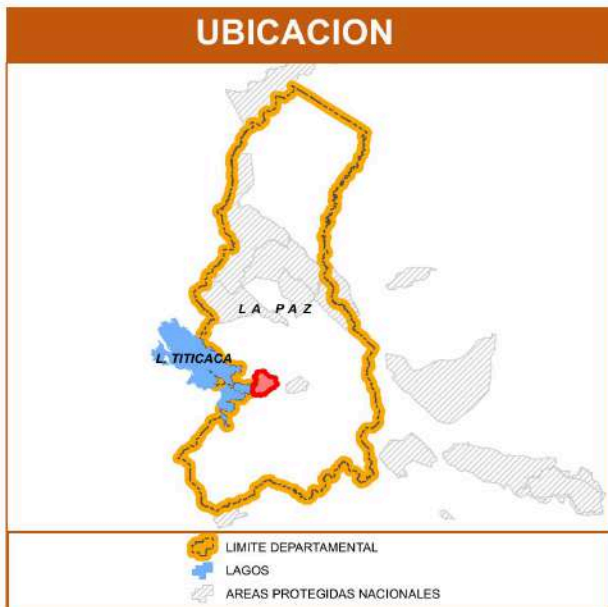 UBICACION
LA PAZ
L. TITICACA
LIMITE DEPARTAMENTAL
LAGOS
AREAS PROTEGIDAS NACIONALES